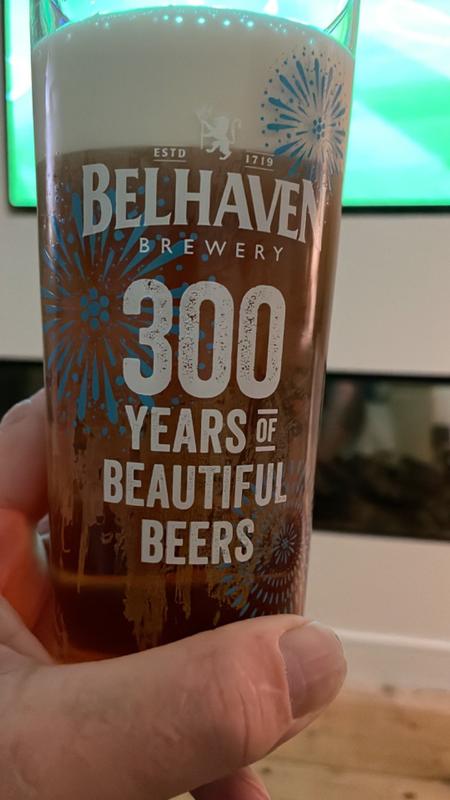 ESTD 1719
BELHAVEN
BREWERY
300
YEARS OF
BEAUTIFUL
BEERS